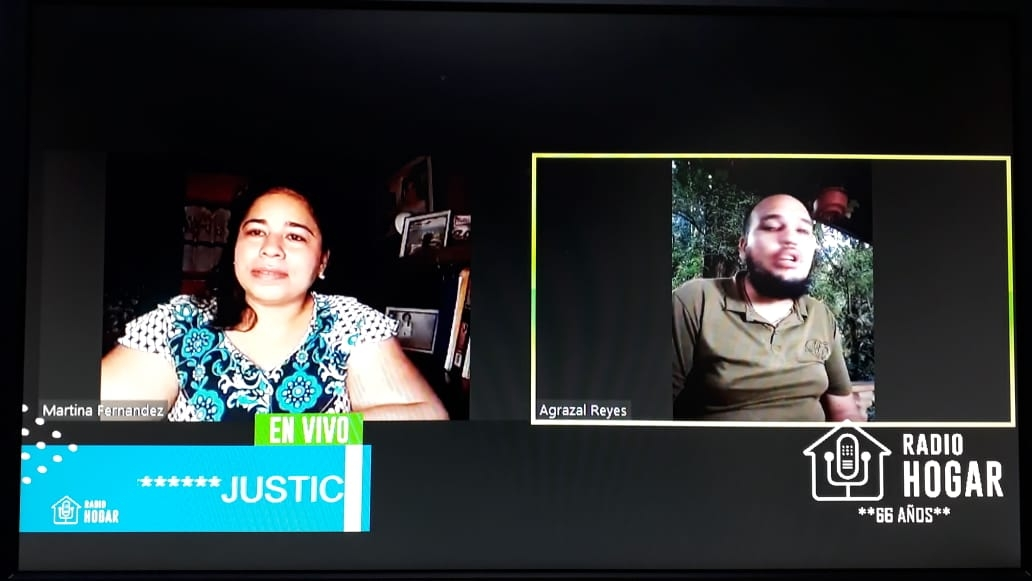 Martina Fernandez
Agrazal Reyes
EN VIVO
******JUSTIC
RADIO
HOGAR
RADIO
HOGAR
**66 AÑOS**